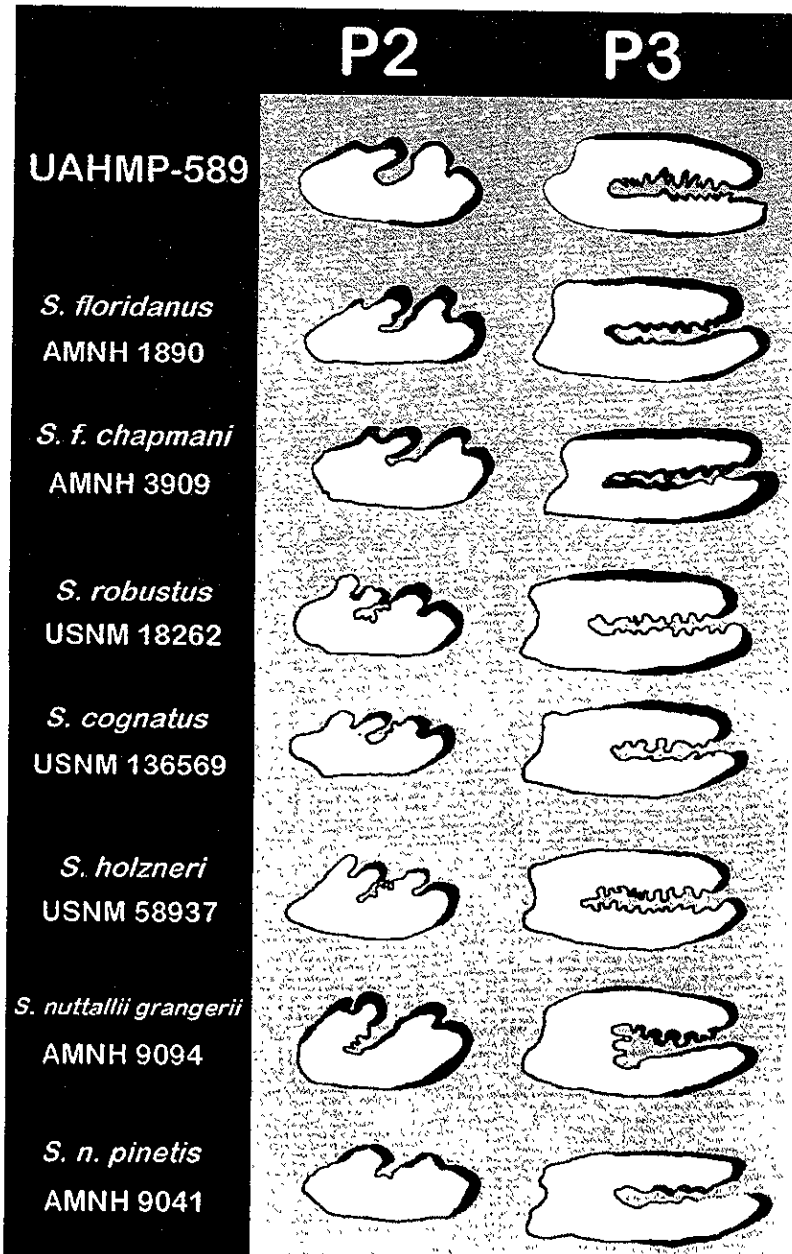 P2 P3
UAHMP-589
S. floridanus
AMNH 1890
S. f. chapmani
AMNH 3909
S. robustus
USNM 18262
S. cognatus
USNM 136569
S. holzneri
USNM 58937
S. nuttallii grangerii
AMNH 9094
S. n. pinetis
AMNH 9041